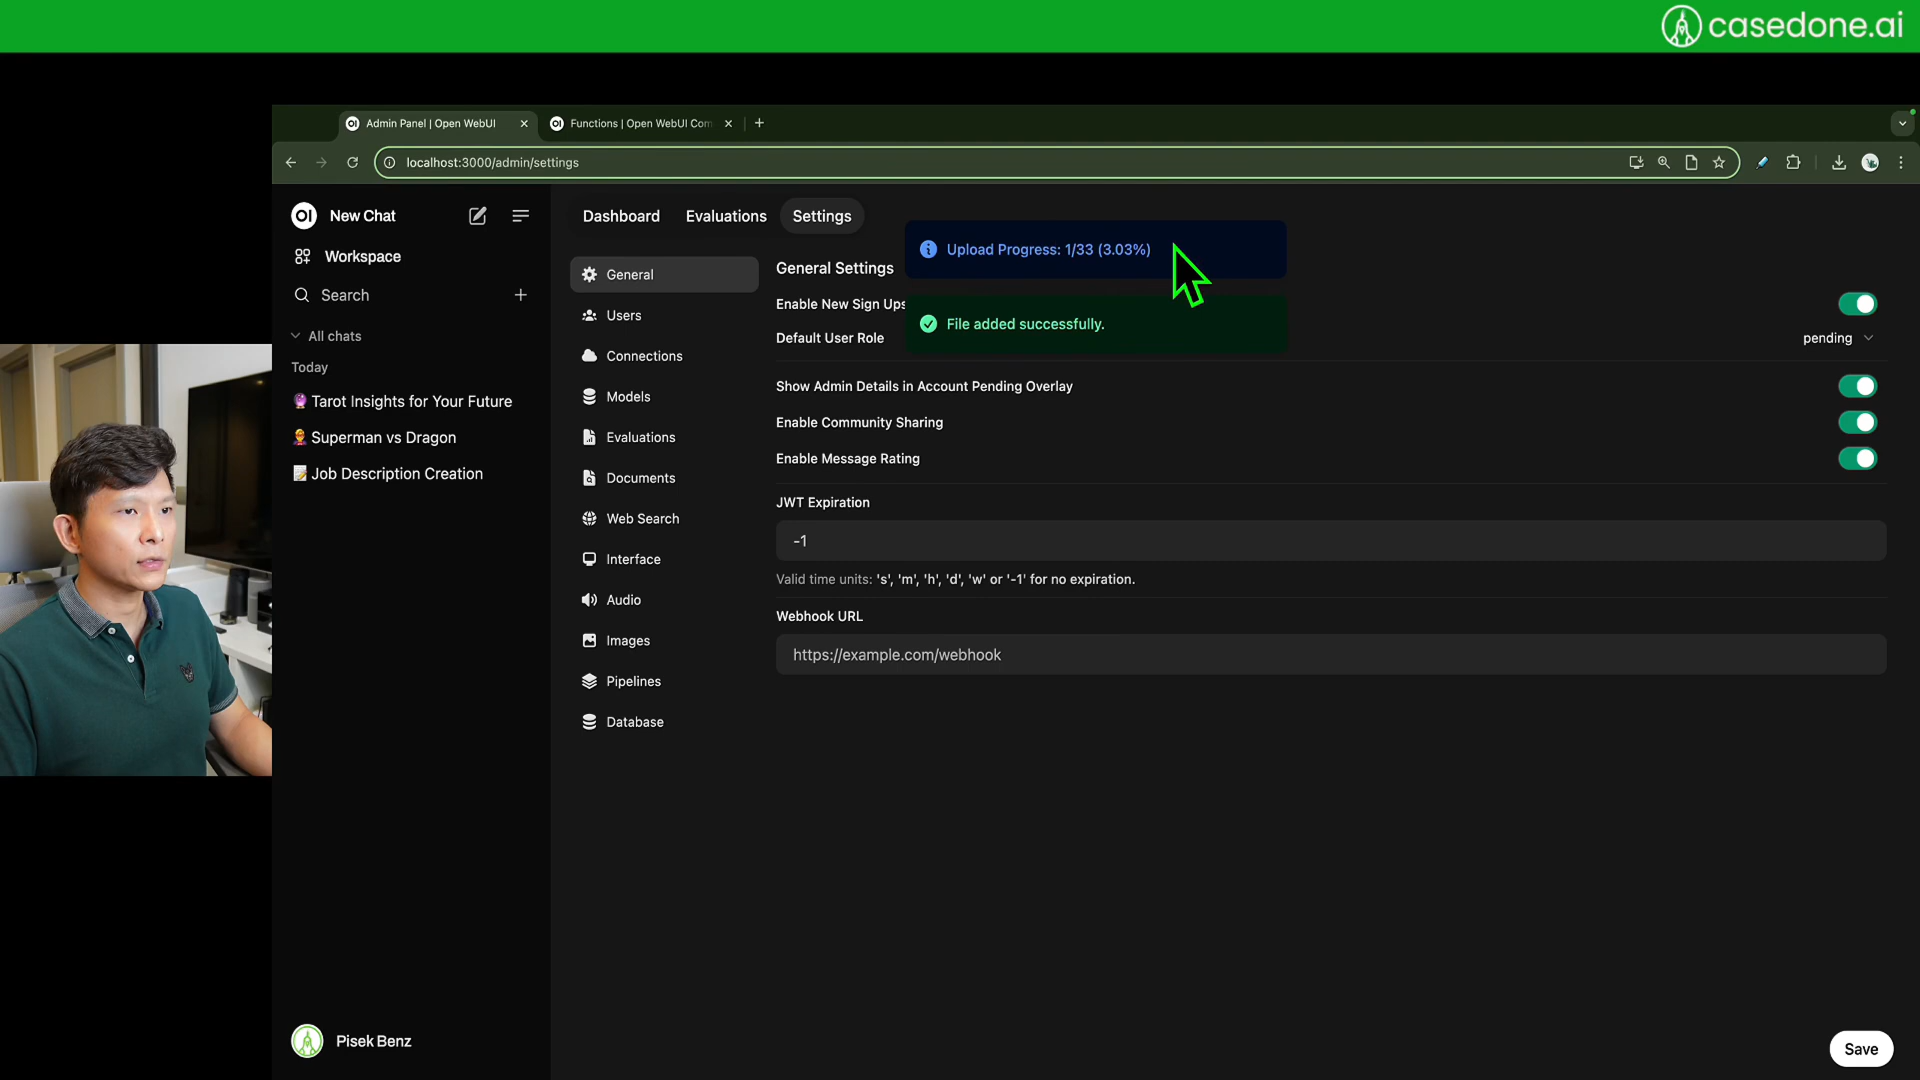 casedone.ai
Admin Panel | Open WebUI
Functions | Open WebUI Com
localhost:3000/admin/settings
OI New Chat
Workspace
Search
All chats
Today
Tarot Insights for Your Future
Superman vs Dragon
Job Description Creation
Pisek Benz
Dashboard Evaluations Settings
General
Users
Connections
Models
Evaluations
Documents
Web Search
Interface
Audio
Images
Pipelines
Database
Upload Progress: 1/33 (3.03%)
File added successfully.
General Settings
Enable New Sign Ups
Default User Role pending
Show Admin Details in Account Pending Overlay
Enable Community Sharing
Enable Message Rating
JWT Expiration
-1
Valid time units: 's', 'm', 'h', 'd', 'w' or '-1' for no expiration.
Webhook URL
https://example.com/webhook
Save